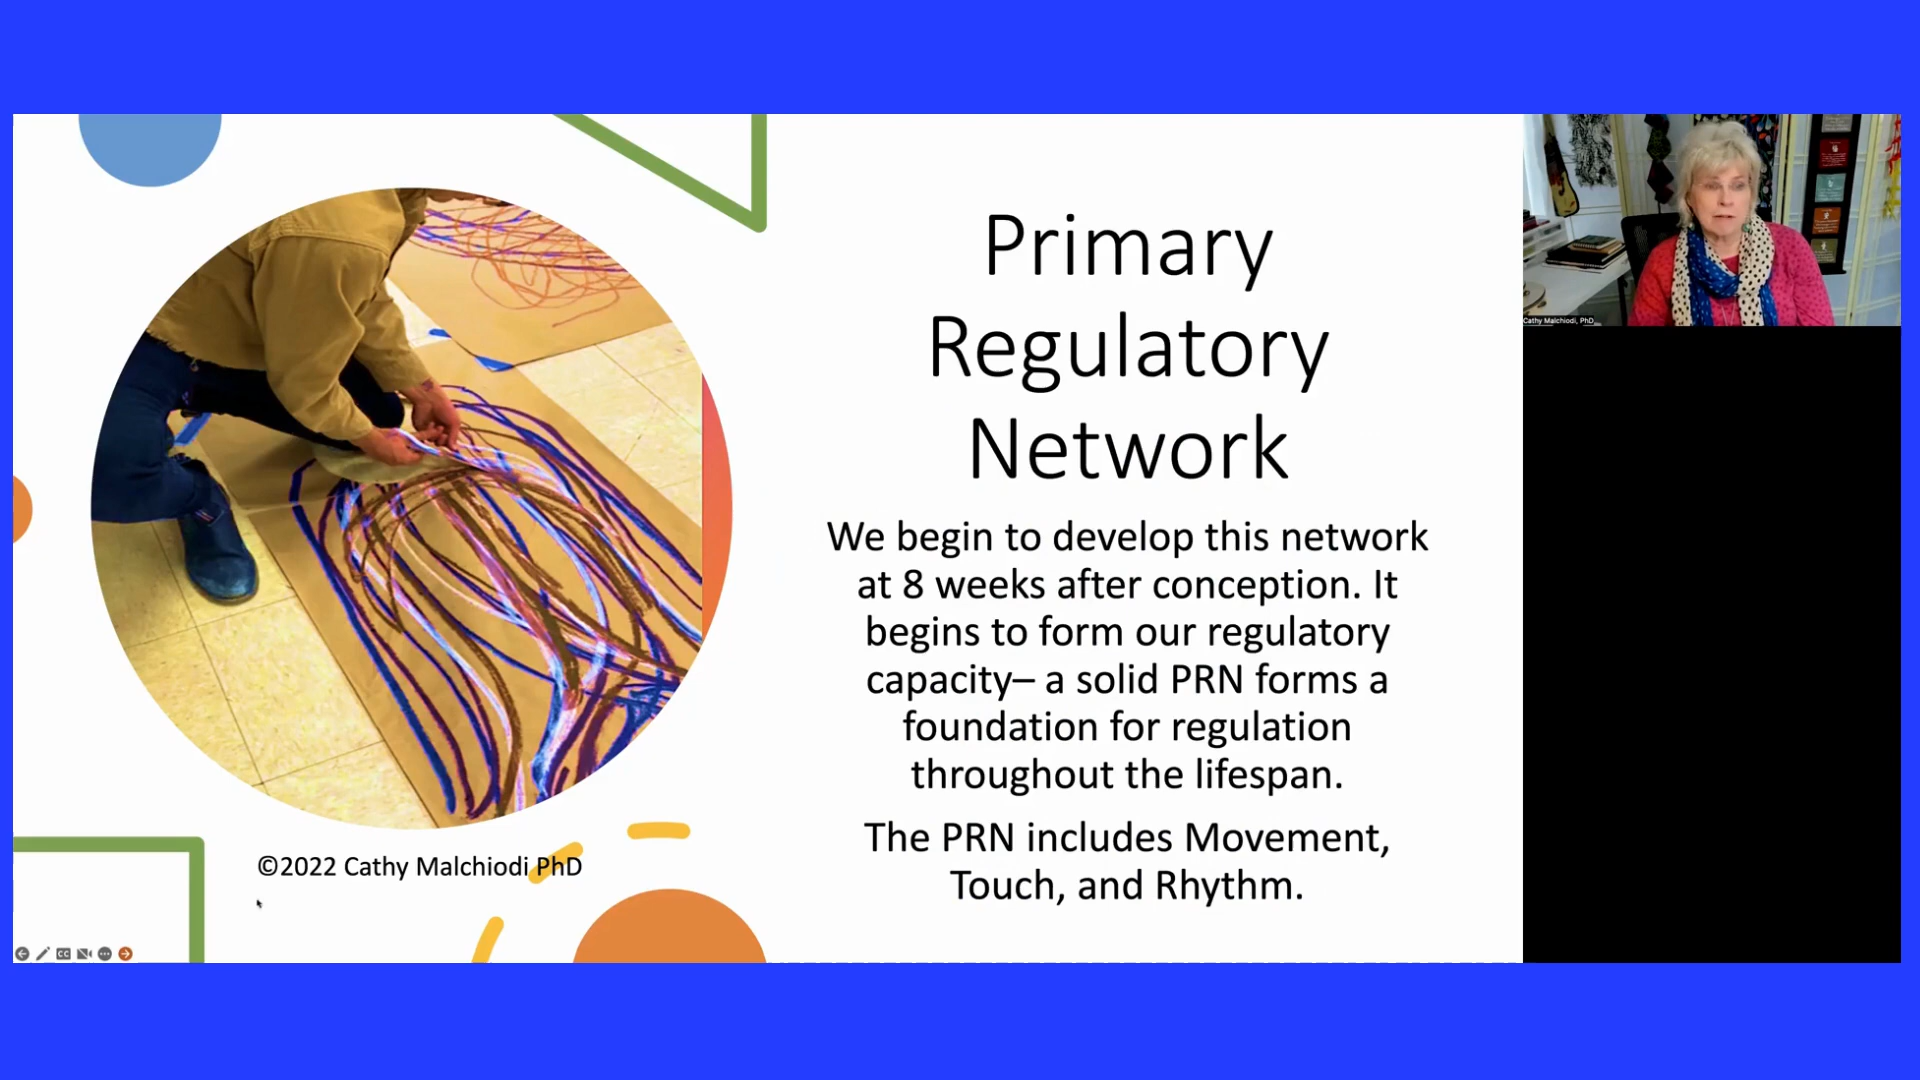 Primary
Regulatory
Network
We begin to develop this network
at 8 weeks after conception. It
begins to form our regulatory
capacity– a solid PRN forms a
foundation for regulation
throughout the lifespan.
The PRN includes Movement,
Touch, and Rhythm.
©2022 Cathy Malchiodi PhD
CC
Cathy Malchiodi, PhD